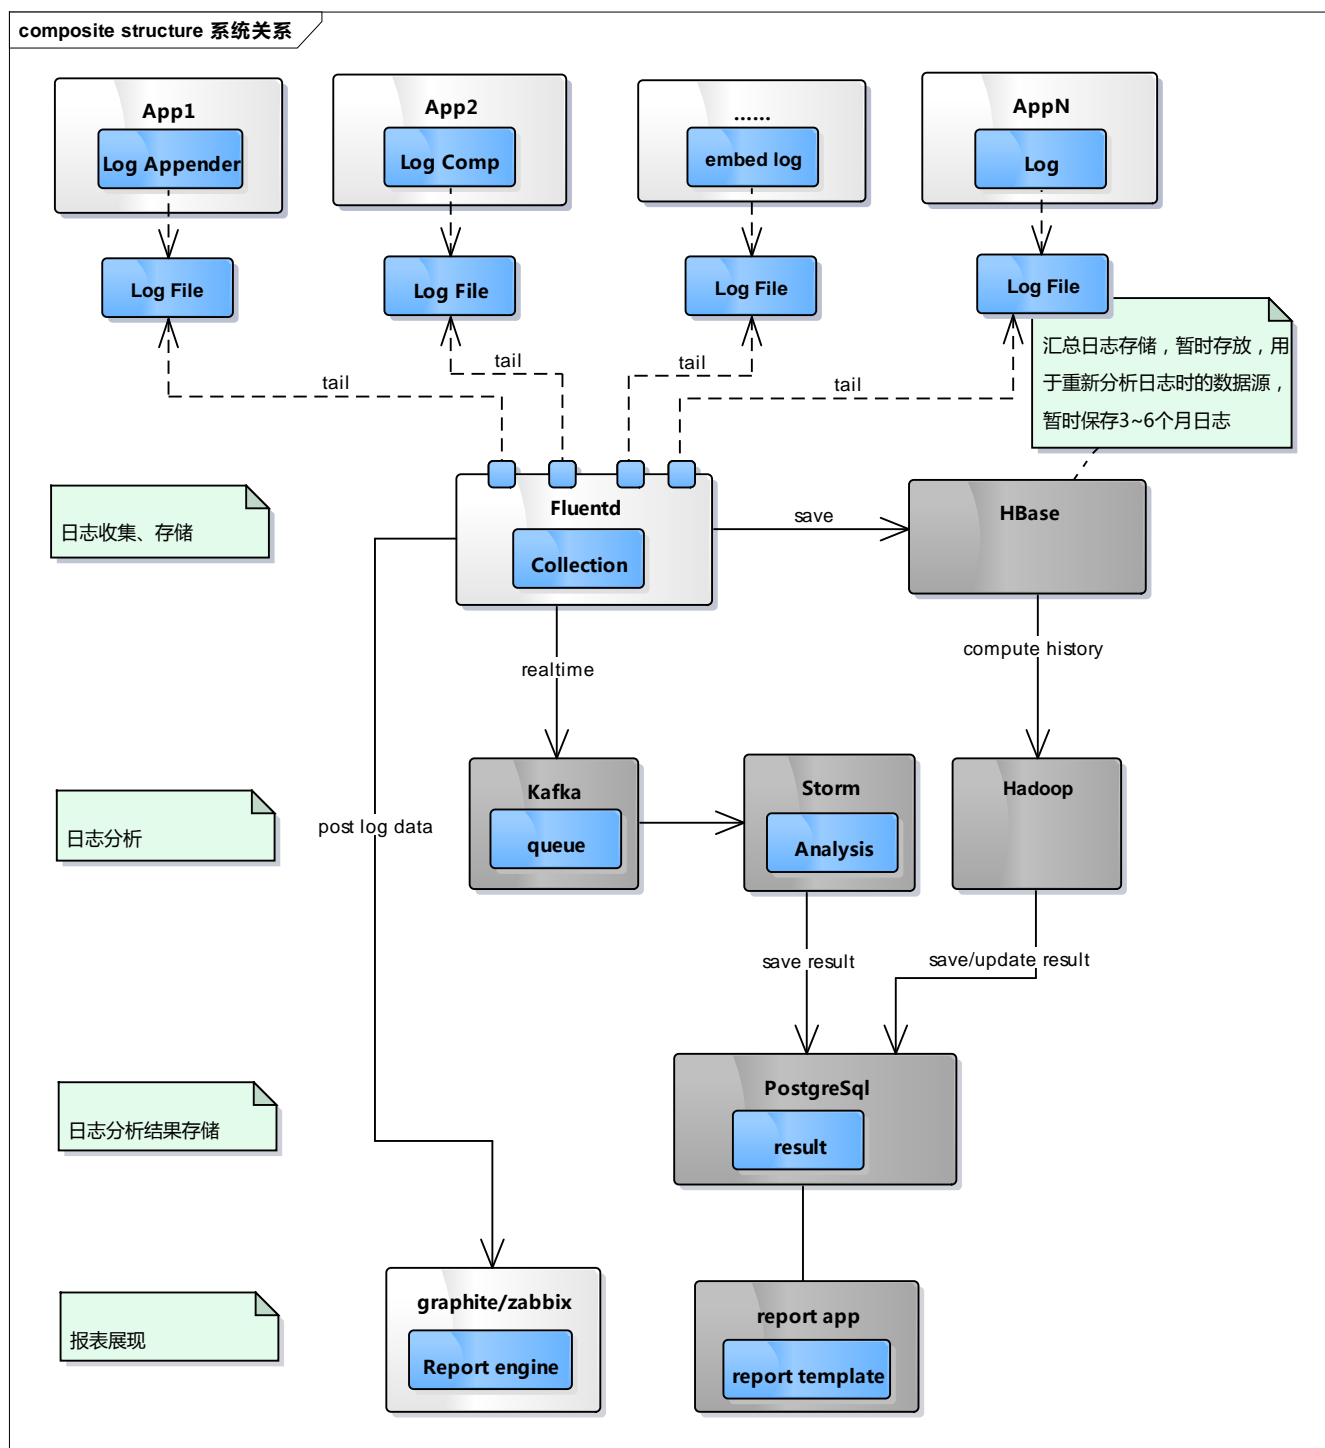 composite structure 系统关系
App1
App2
......
AppN
Log Appender
Log Comp
embed log
Log
Log File
Log File
Log File
Log File
汇总日志存储，暂时存放，用
于重新分析日志时的数据源，
暂时保存3~6个月日志
tail
tail
tail
tail
日志收集、存储
Fluentd
Collection
save
HBase
realtime
compute history
日志分析
post log data
Kafka
queue
Storm
Analysis
Hadoop
save result
save/update result
日志分析结果存储
PostgreSql
result
报表展现
graphite/zabbix
Report engine
report app
report template